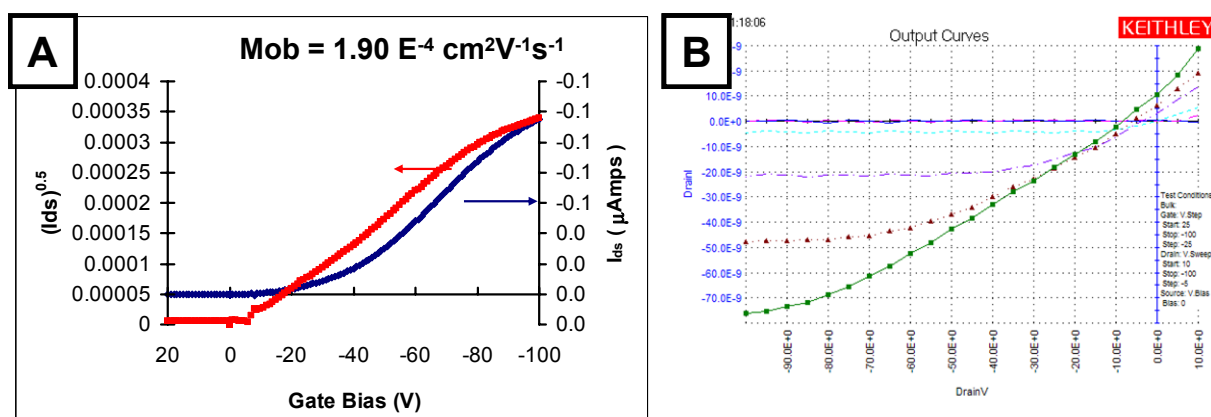 A
Mob = 1.90 E-4 cm2V-1s-1
0.0004
0.00035
0.0003
0.00025
0.0002
0.00015
0.0001
0.00005
0
(Ids)0.5
-0.1
-0.1
-0.1
-0.1
-0.1
0.0
0.0
0.0
0.0
Ids ( μAmps )
20
0
-20
-40
-60
-80
-100
Gate Bias (V)
B
1:18:06
Output Curves
KEITHLEY
-9
-9
10.0E-9
0.0E+0
-10.0E-9
-20.0E-9
-30.0E-9
-40.0E-9
-50.0E-9
-60.0E-9
-70.0E-9
DrainI
-90.0E+0
-80.0E+0
-70.0E+0
-60.0E+0
-50.0E+0
-40.0E+0
-30.0E+0
-20.0E+0
-10.0E+0
0.0E+0
10.0E+0
DrainV
Test Conditions
Bulk:
Gate: V.Step
Start: 25
Stop: -100
Step: -25
Drain: V.Sweep
Start: 10
Stop: -100
Step: -5
Source: V.Bias
Bias: 0